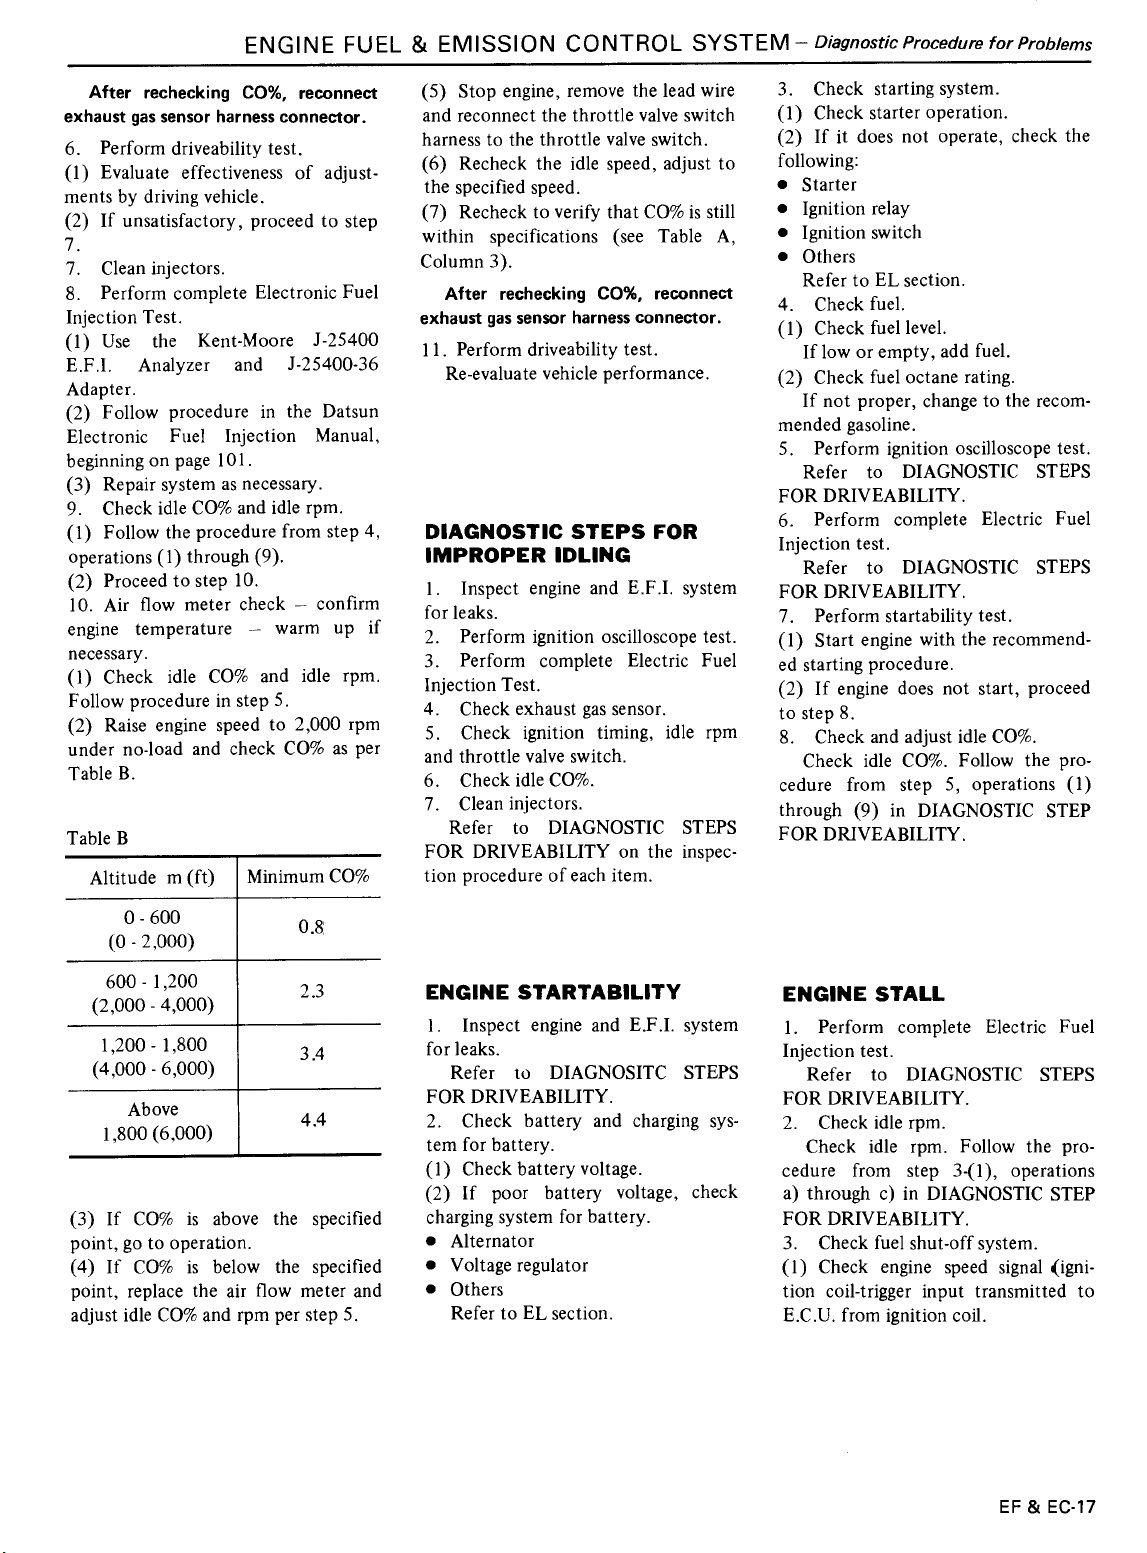 ENGINE FUEL & EMISSION CONTROL SYSTEM – Diagnostic Procedure for Problems
After rechecking CO%, reconnect
exhaust gas sensor harness connector.
6. Perform driveability test.
(1) Evaluate effectiveness of adjust-
ments by driving vehicle.
(2) If unsatisfactory, proceed to step
7.
7. Clean injectors.
8. Perform complete Electronic Fuel
Injection Test.
(1) Use the Kent-Moore J-25400
E.F.I. Analyzer and J-25400-36
Adapter.
(2) Follow procedure in the Datsun
Electronic Fuel Injection Manual,
beginning on page 101.
(3) Repair system as necessary.
9. Check idle CO% and idle rpm.
(1) Follow the procedure from step 4,
operations (1) through (9).
(2) Proceed to step 10.
10. Air flow meter check – confirm
engine temperature – warm up if
necessary.
(1) Check idle CO% and idle rpm.
Follow procedure in step 5.
(2) Raise engine speed to 2,000 rpm
under no-load and check CO% as per
Table B.
Table B
Altitude m (ft) Minimum CO%
0 - 600
(0 - 2,000) 0.8
600 - 1,200
(2,000 - 4,000) 2.3
1,200 - 1,800
(4,000 - 6,000) 3.4
Above
1,800 (6,000) 4.4
(3) If CO% is above the specified
point, go to operation.
(4) If CO% is below the specified
point, replace the air flow meter and
adjust idle CO% and rpm per step 5.
(5) Stop engine, remove the lead wire
and reconnect the throttle valve switch
harness to the throttle valve switch.
(6) Recheck the idle speed, adjust to
the specified speed.
(7) Recheck to verify that CO% is still
within specifications (see Table A,
Column 3).
After rechecking CO%, reconnect
exhaust gas sensor harness connector.
11. Perform driveability test.
Re-evaluate vehicle performance.
DIAGNOSTIC STEPS FOR
IMPROPER IDLING
1. Inspect engine and E.F.I. system
for leaks.
2. Perform ignition oscilloscope test.
3. Perform complete Electric Fuel
Injection Test.
4. Check exhaust gas sensor.
5. Check ignition timing, idle rpm
and throttle valve switch.
6. Check idle CO%.
7. Clean injectors.
Refer to DIAGNOSTIC STEPS
FOR DRIVEABILITY on the inspec-
tion procedure of each item.
ENGINE STARTABILITY
1. Inspect engine and E.F.I. system
for leaks.
Refer to DIAGNOSITC STEPS
FOR DRIVEABILITY.
2. Check battery and charging sys-
tem for battery.
(1) Check battery voltage.
(2) If poor battery voltage, check
charging system for battery.
• Alternator
• Voltage regulator
• Others
Refer to EL section.
3. Check starting system.
(1) Check starter operation.
(2) If it does not operate, check the
following:
• Starter
• Ignition relay
• Ignition switch
• Others
Refer to EL section.
4. Check fuel.
(1) Check fuel level.
If low or empty, add fuel.
(2) Check fuel octane rating.
If not proper, change to the recom-
mended gasoline.
5. Perform ignition oscilloscope test.
Refer to DIAGNOSTIC STEPS
FOR DRIVEABILITY.
6. Perform complete Electric Fuel
Injection test.
Refer to DIAGNOSTIC STEPS
FOR DRIVEABILITY.
7. Perform startability test.
(1) Start engine with the recommend-
ed starting procedure.
(2) If engine does not start, proceed
to step 8.
8. Check and adjust idle CO%.
Check idle CO%. Follow the pro-
cedure from step 5, operations (1)
through (9) in DIAGNOSTIC STEP
FOR DRIVEABILITY.
ENGINE STALL
1. Perform complete Electric Fuel
Injection test.
Refer to DIAGNOSTIC STEPS
FOR DRIVEABILITY.
2. Check idle rpm.
Check idle rpm. Follow the pro-
cedure from step 3-(1), operations
a) through c) in DIAGNOSTIC STEP
FOR DRIVEABILITY.
3. Check fuel shut-off system.
(1) Check engine speed signal (igni-
tion coil-trigger input transmitted to
E.C.U. from ignition coil.
EF & EC-17